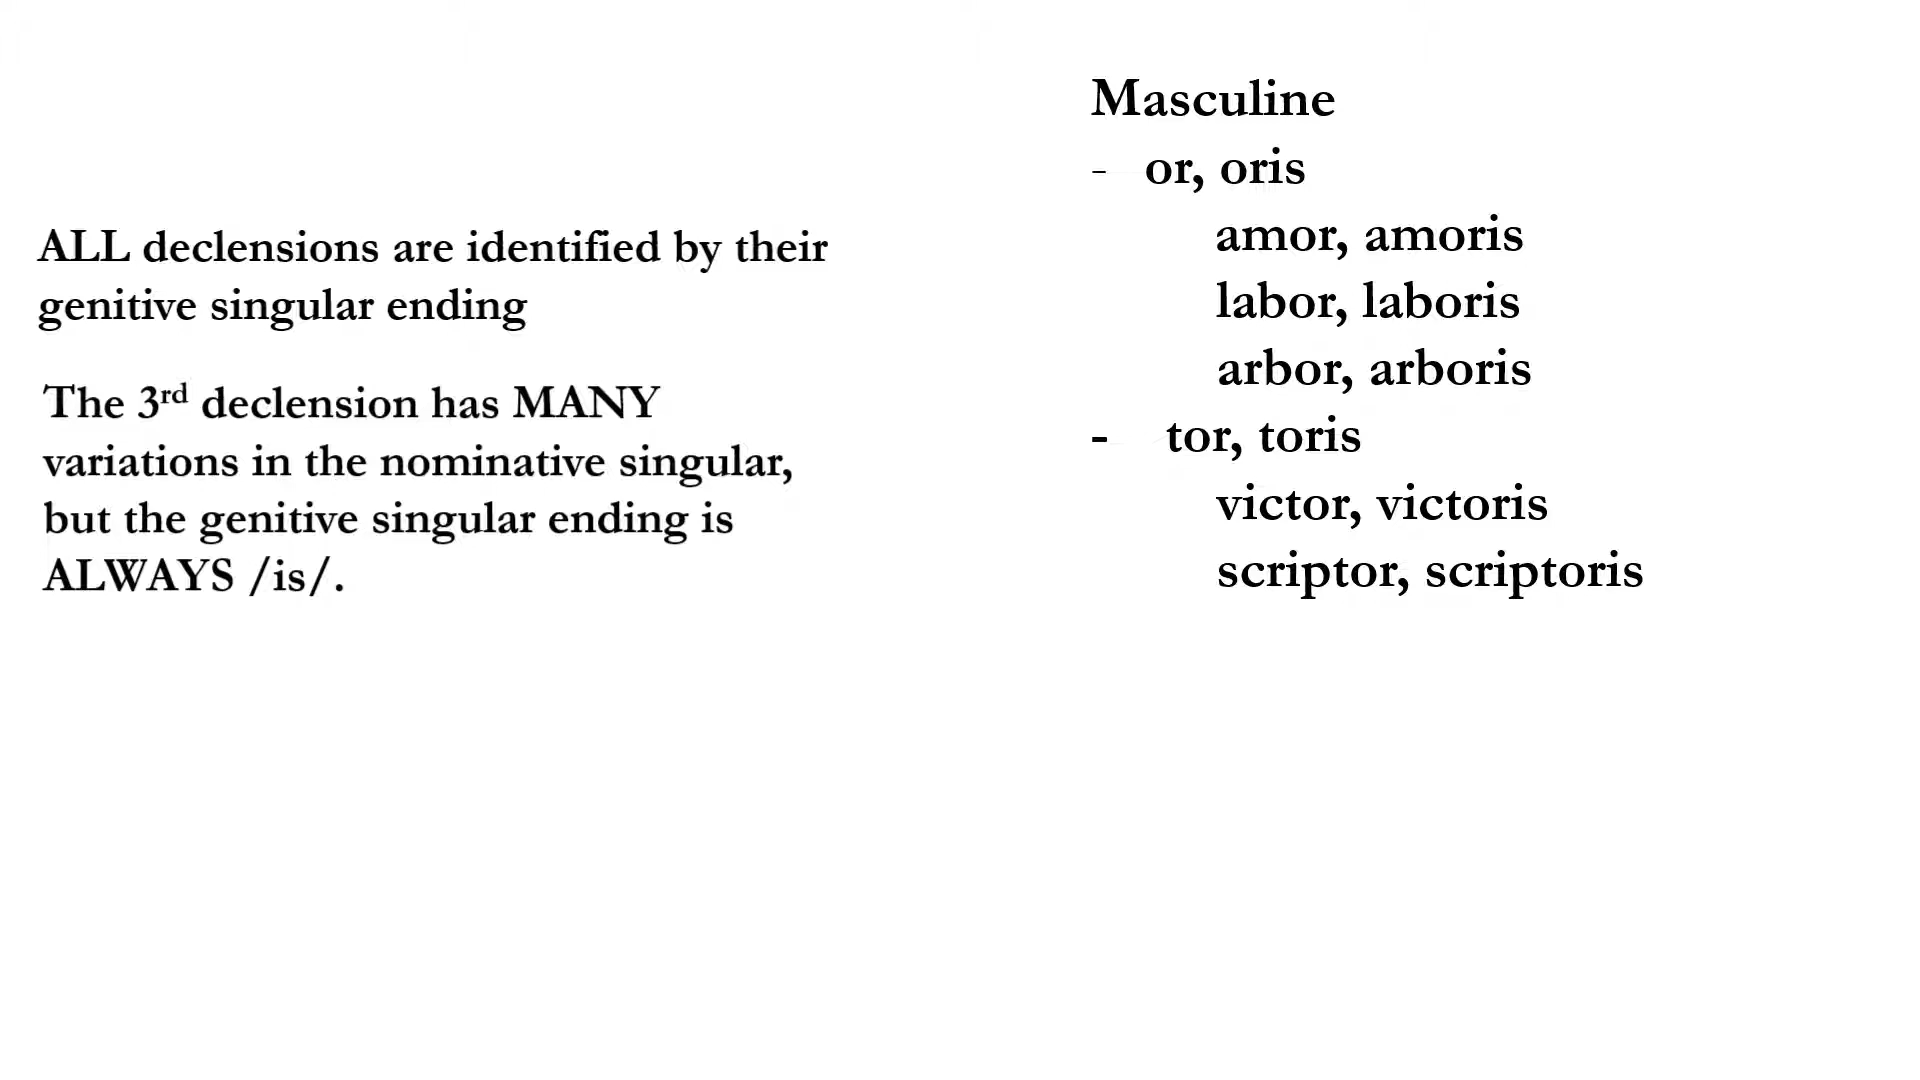 ALL declensions are identified by their
genitive singular ending
The 3rd declension has MANY
variations in the nominative singular,
but the genitive singular ending is
ALWAYS /is/.
Masculine
- or, oris
amor, amoris
labor, laboris
arbor, arboris
- tor, toris
victor, victoris
scriptor, scriptoris